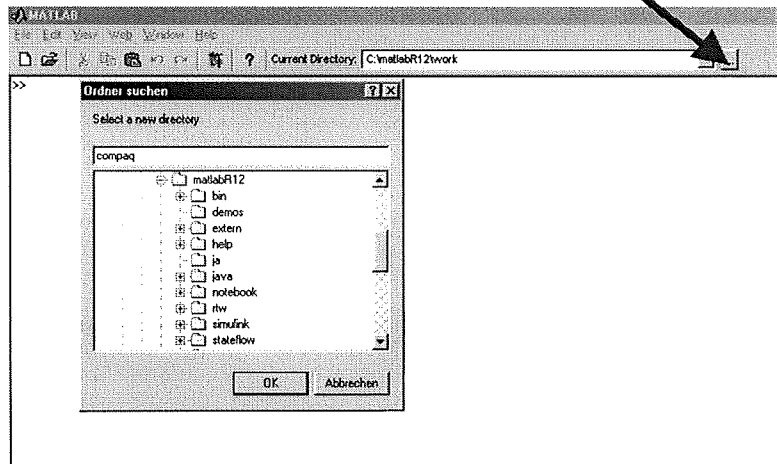 MATLAB
File Edit View Web Window Help
? Current Directory: C:\matlabR12\work ...
>>
Ordner suchen
Select a new directory
compaq
matlabR12
bin
demos
extern
help
ja
java
notebook
rtw
simulink
stateflow
OK Abbrechen